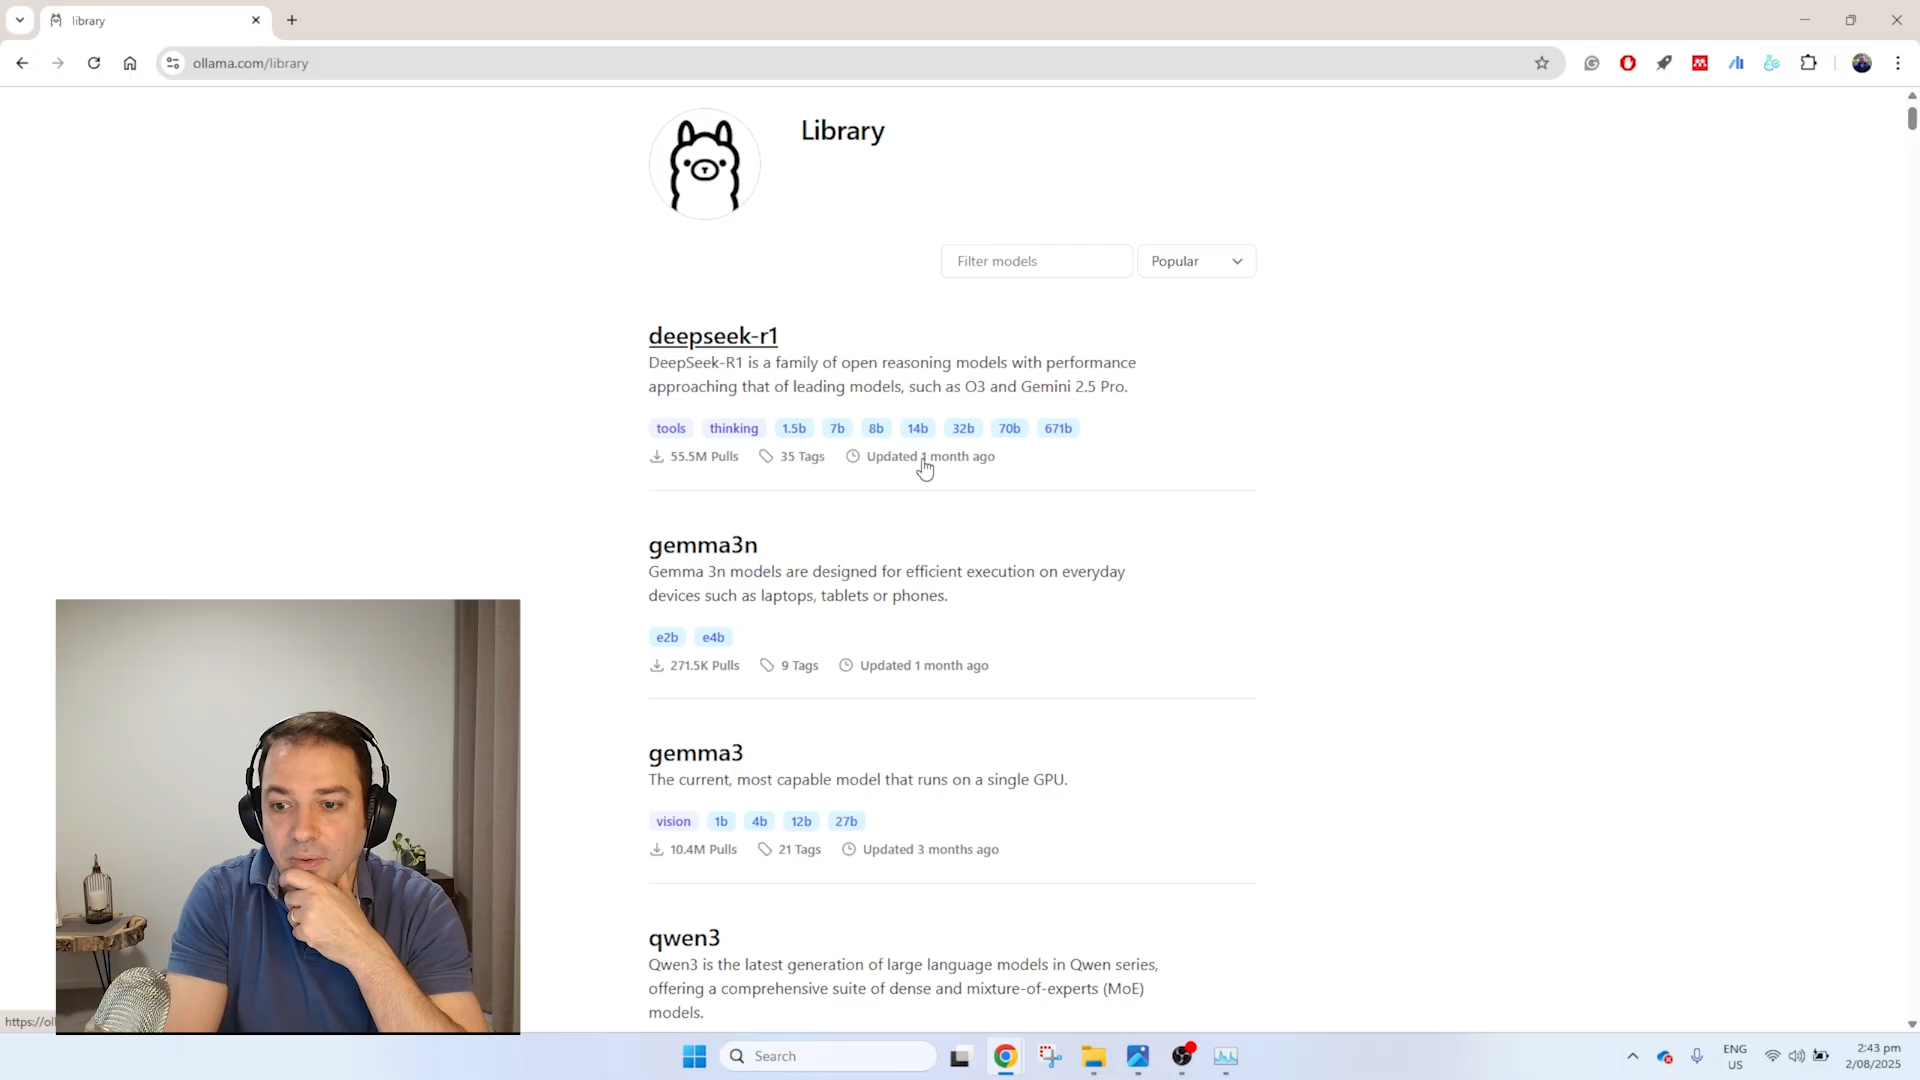 library
ollama.com/library
Library
Filter models
Popular
deepseek-r1
DeepSeek-R1 is a family of open reasoning models with performance
approaching that of leading models, such as O3 and Gemini 2.5 Pro.
tools thinking 1.5b 7b 8b 14b 32b 70b 671b
55.5M Pulls 35 Tags Updated 1 month ago
gemma3n
Gemma 3n models are designed for efficient execution on everyday
devices such as laptops, tablets or phones.
e2b e4b
271.5K Pulls 9 Tags Updated 1 month ago
gemma3
The current, most capable model that runs on a single GPU.
vision 1b 4b 12b 27b
10.4M Pulls 21 Tags Updated 3 months ago
qwen3
Qwen3 is the latest generation of large language models in Qwen series,
offering a comprehensive suite of dense and mixture-of-experts (MoE)
models.
https://ol
Search
ENG
US
2:43 pm
2/08/2025